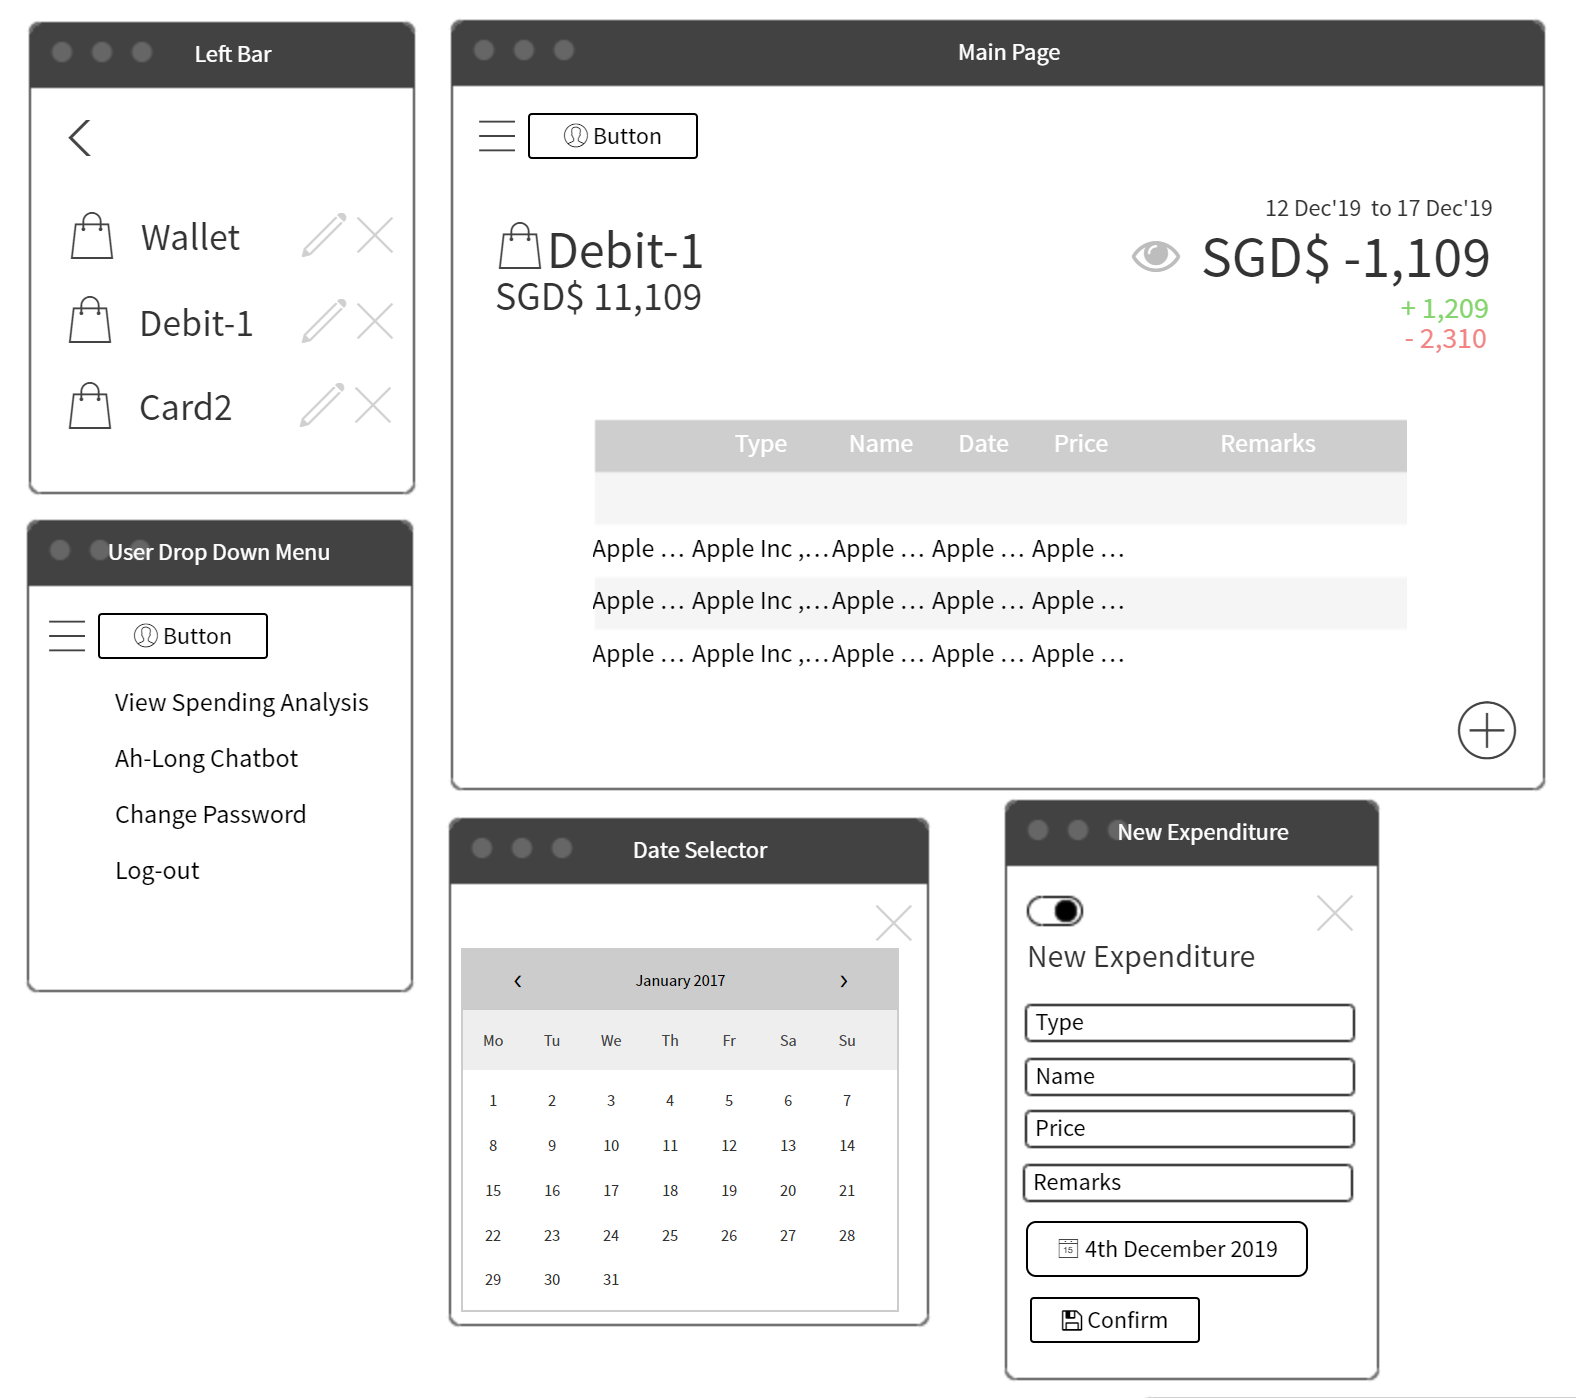 Left Bar
Wallet
Debit-1
Card2
Main Page
Button
12 Dec'19  to 17 Dec'19
Debit-1
SGD$ 11,109
SGD$ -1,109
+ 1,209
- 2,310
Type Name Date Price Remarks
Apple ... Apple Inc ,... Apple ... Apple ... Apple ...
Apple ... Apple Inc ,... Apple ... Apple ... Apple ...
Apple ... Apple Inc ,... Apple ... Apple ... Apple ...
User Drop Down Menu
Button
View Spending Analysis
Ah-Long Chatbot
Change Password
Log-out
Date Selector
‹ January 2017 ›
Mo Tu We Th Fr Sa Su
1 2 3 4 5 6 7
8 9 10 11 12 13 14
15 16 17 18 19 20 21
22 23 24 25 26 27 28
29 30 31
New Expenditure
New Expenditure
Type
Name
Price
Remarks
15 4th December 2019
Confirm